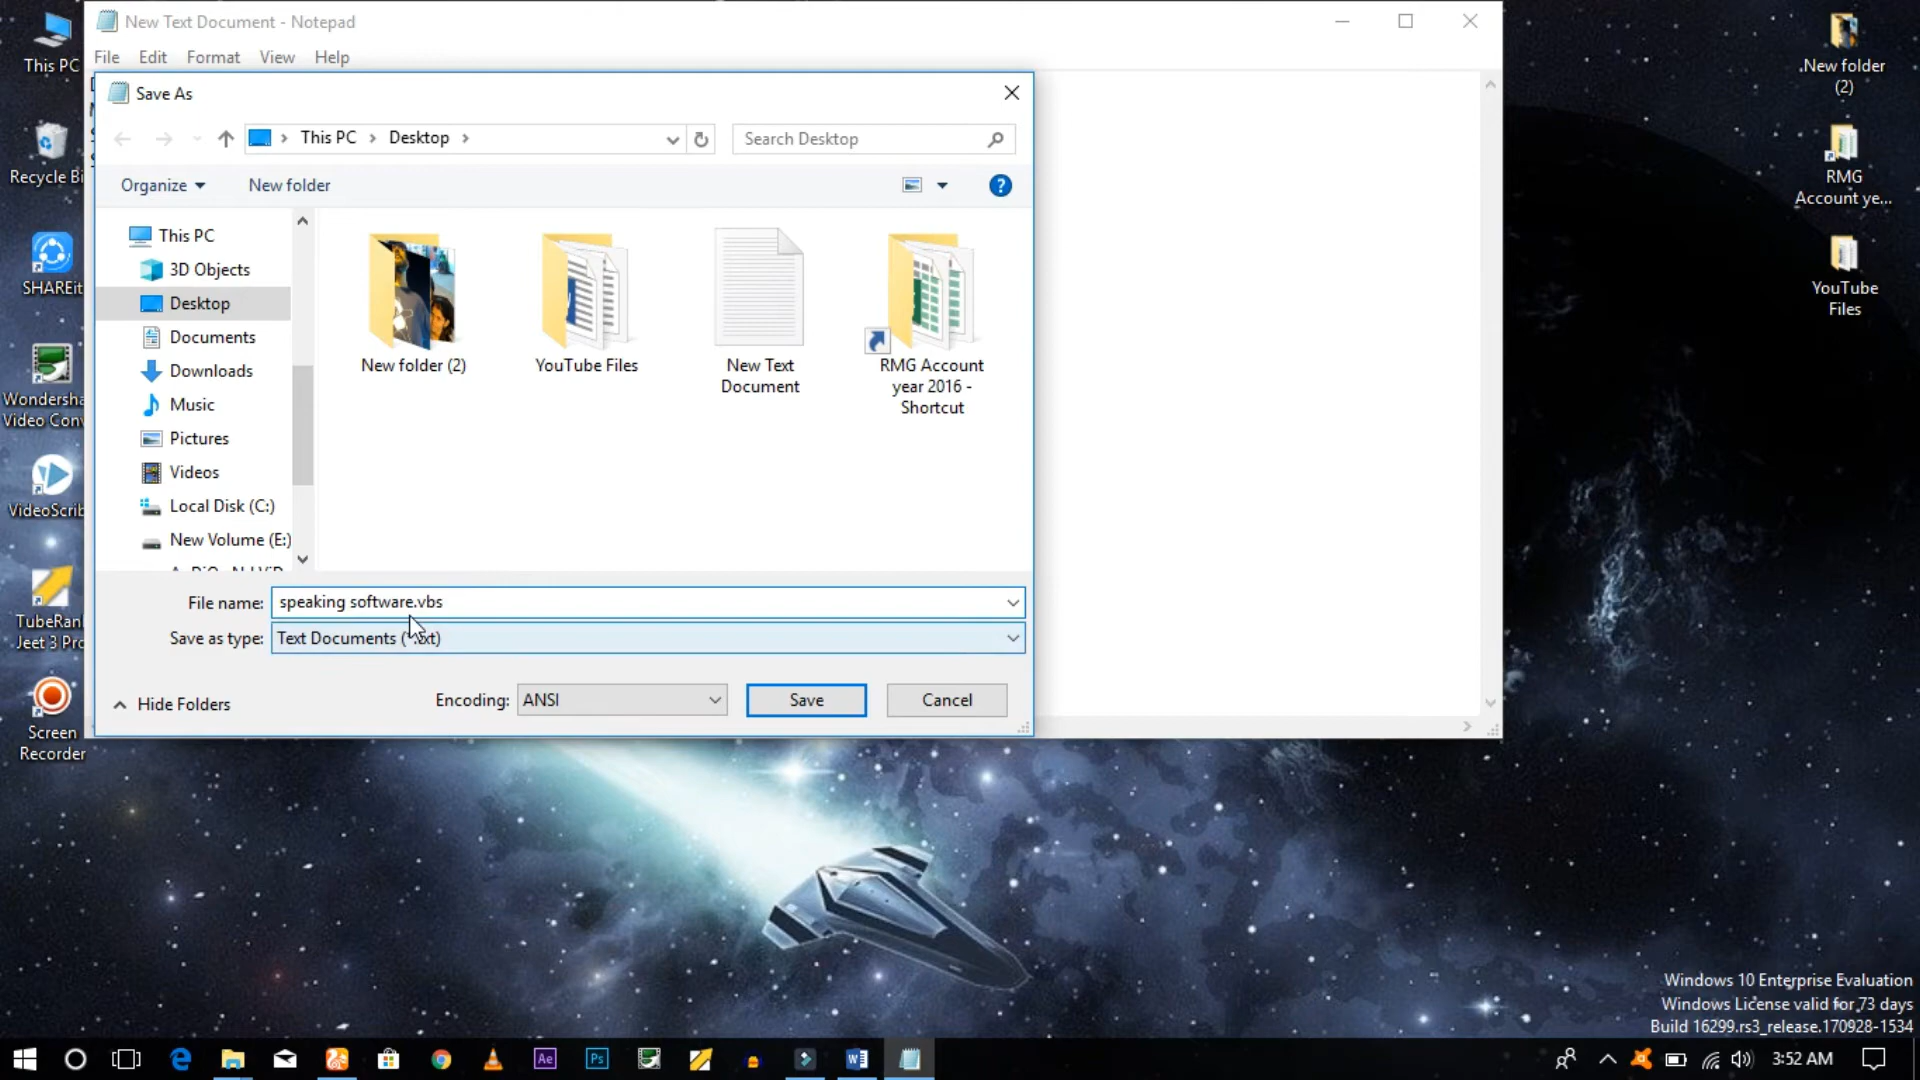 New Text Document - Notepad
File Edit Format View Help
Save As
This PC
Desktop
Search Desktop
Organize
New folder
?
This PC
3D Objects
Desktop
Documents
Downloads
Music
Pictures
Videos
Local Disk (C:)
New Volume (E:)
New folder (2)
YouTube Files
New Text
Document
RMG Account
year 2016 -
Shortcut
File name: speaking software.vbs
Save as type: Text Documents (*.txt)
Hide Folders
Encoding: ANSI
Save
Cancel
This PC
Recycle Bi
SHAREit
Wondersha
Video Conv
VideoScrib
TubeRan
Jeet 3 Pro
Screen
Recorder
New folder
(2)
RMG
Account ye...
YouTube
Files
Windows 10 Enterprise Evaluation
Windows License valid for 73 days
Build 16299.rs3_release.170928-1534
Ae
Ps
3:52 AM